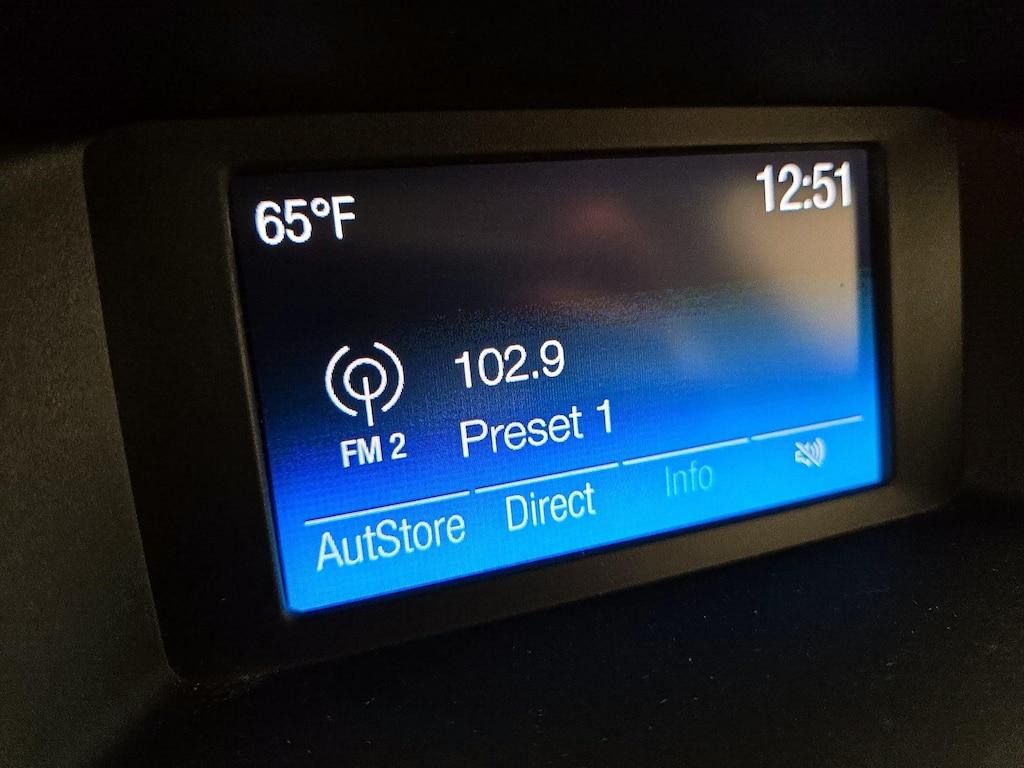 65°F
12:51
102.9
FM 2
Preset 1
AutStore
Direct
Info